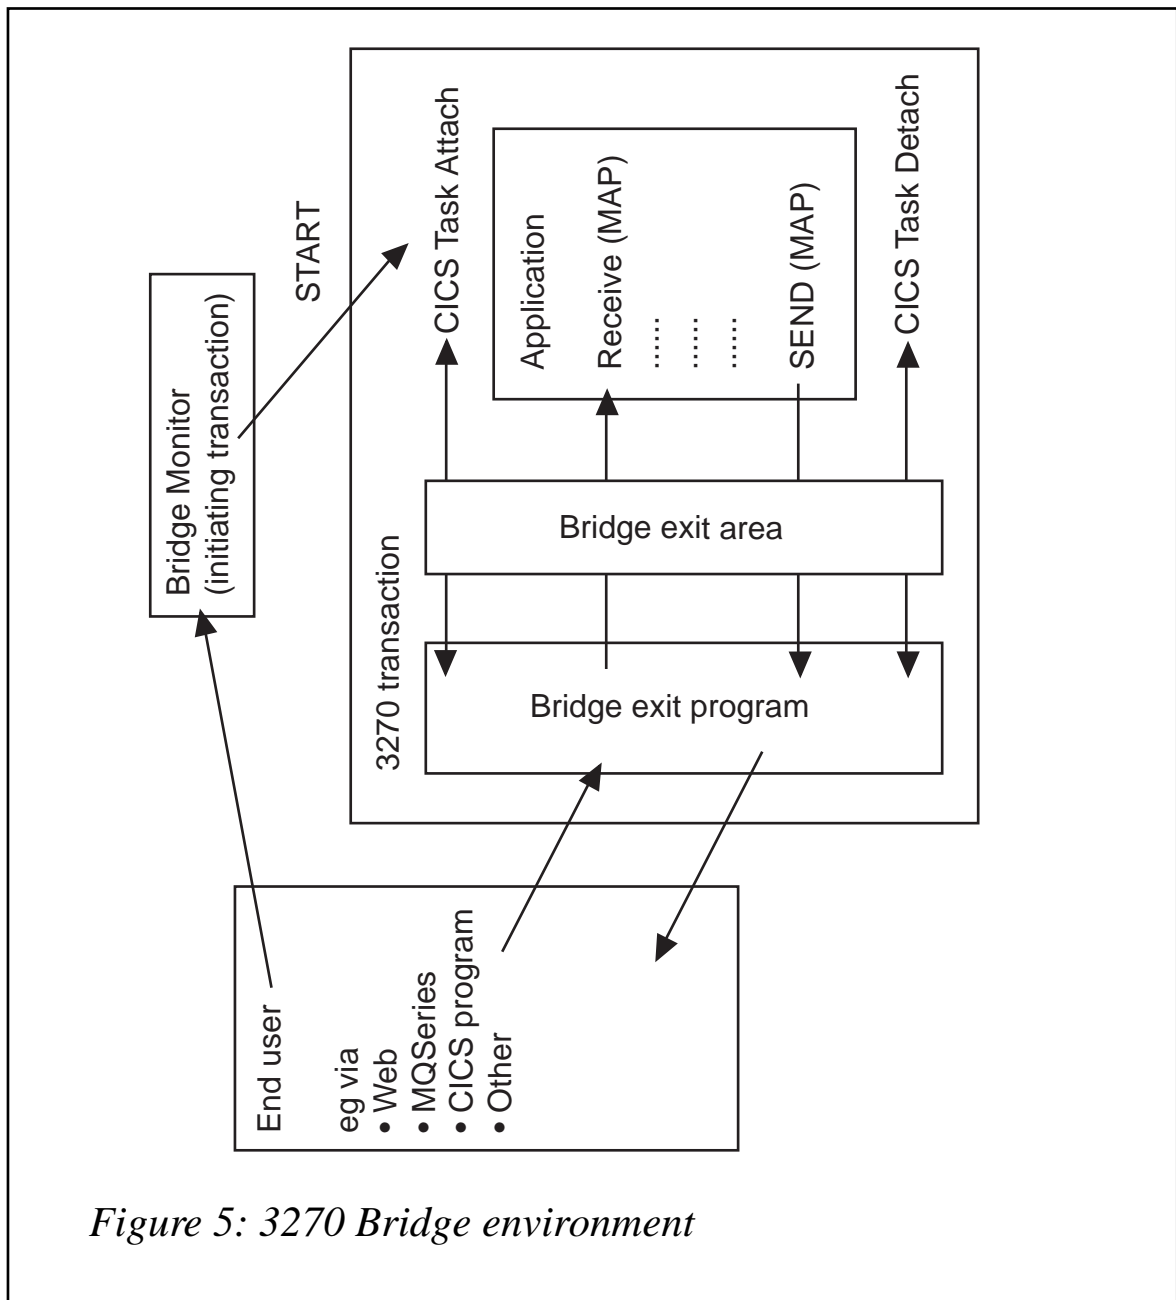 End user
eg via
• Web
• MQSeries
• CICS program
• Other
Bridge Monitor
(initiating transaction)
START
3270 transaction
Bridge exit program
Bridge exit area
CICS Task Attach
Application
Receive (MAP)
......
......
......
SEND (MAP)
CICS Task Detach
Figure 5: 3270 Bridge environment